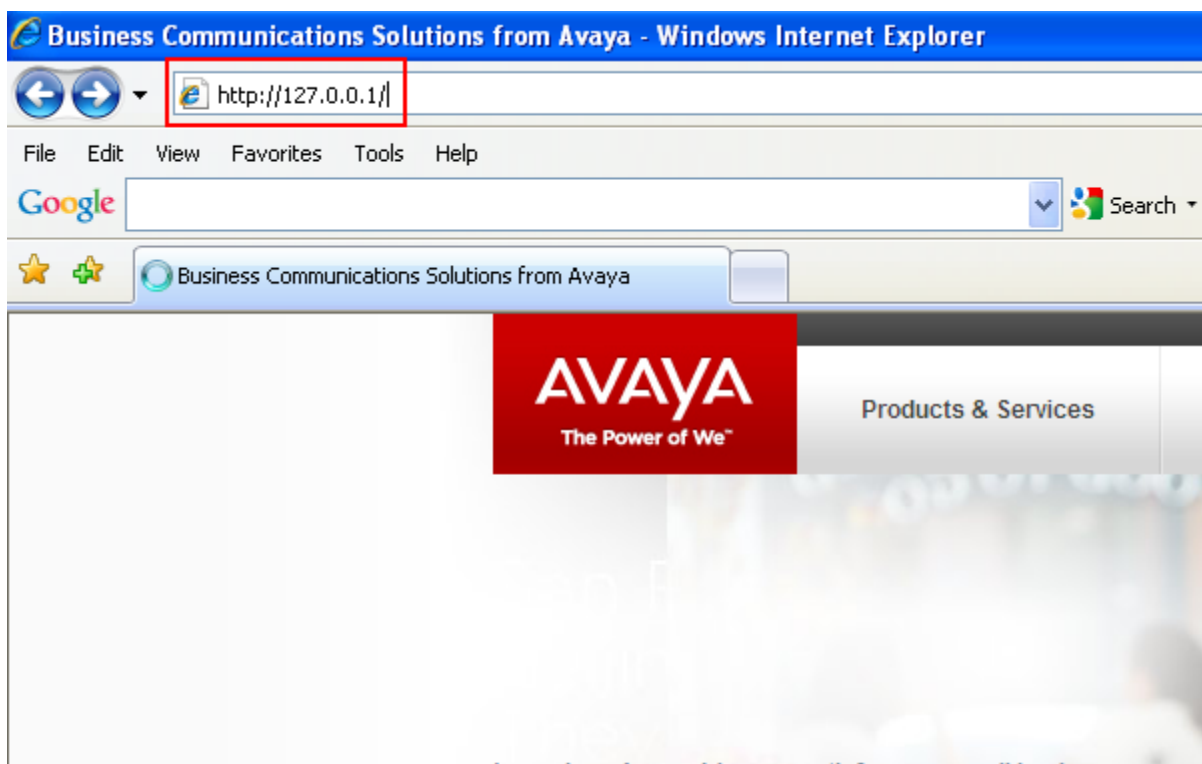 Business Communications Solutions from Avaya - Windows Internet Explorer
http://127.0.0.1/
File Edit View Favorites Tools Help
Google Search
Business Communications Solutions from Avaya
AVAYA
The Power of We™
Products & Services